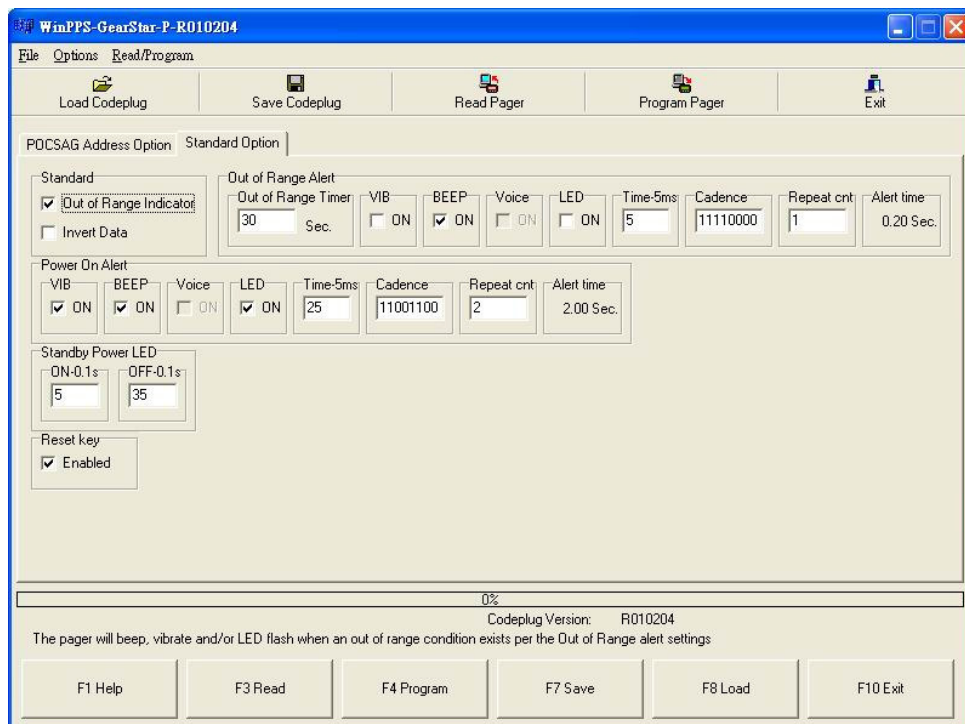 WinPPS-GearStar-P-R010204
File Options Read/Program
Load Codeplug Save Codeplug Read Pager Program Pager Exit
POCSAG Address Option Standard Option
Standard
Out of Range Indicator
Invert Data
Out of Range Alert
Out of Range Timer VIB BEEP Voice LED Time-5ms Cadence Repeat cnt Alert time
30 Sec. ON ON ON ON 5 11110000 1 0.20 Sec.
Power On Alert
VIB BEEP Voice LED Time-5ms Cadence Repeat cnt Alert time
ON ON ON ON 25 11001100 2 2.00 Sec.
Standby Power LED
ON-0.1s OFF-0.1s
5 35
Reset key
Enabled
0%
Codeplug Version: R010204
The pager will beep, vibrate and/or LED flash when an out of range condition exists per the Out of Range alert settings
F1 Help F3 Read F4 Program F7 Save F8 Load F10 Exit